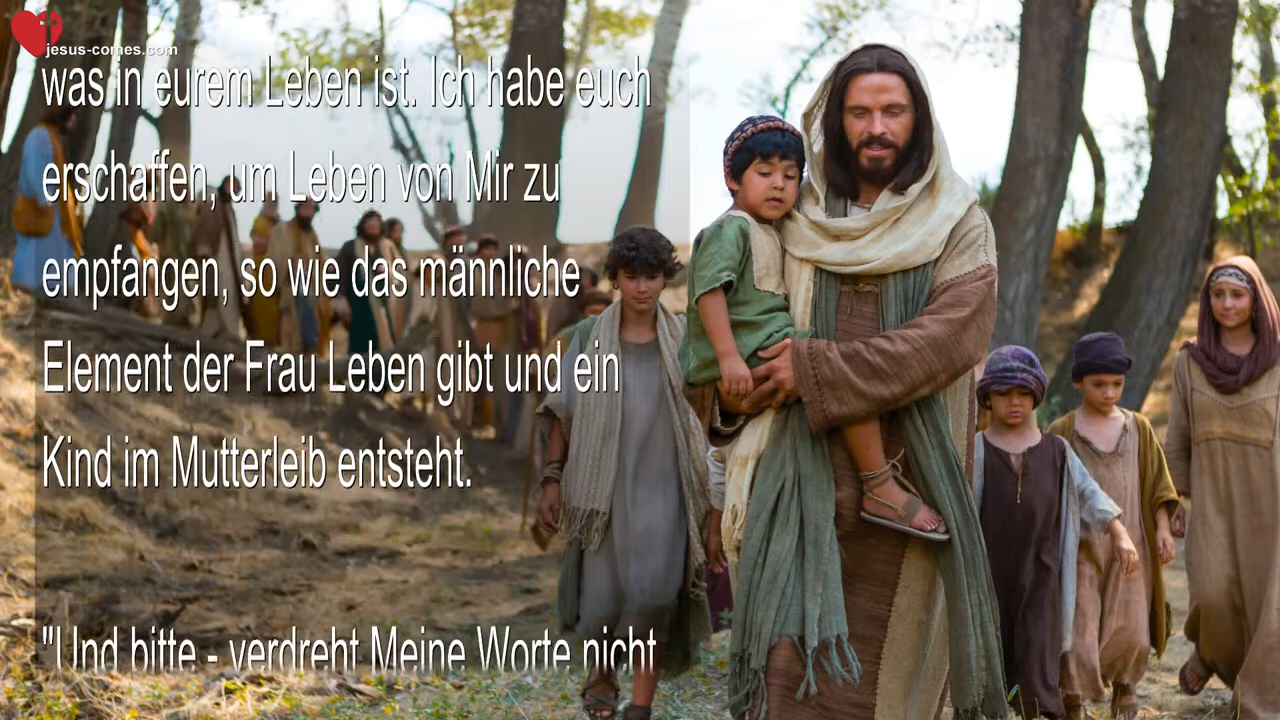 jesus-comes.com
was in eurem Leben ist. Ich habe euch
erschaffen, um Leben von Mir zu
empfangen, so wie das männliche
Element der Frau Leben gibt und ein
Kind im Mutterleib entsteht.
"Und bitte - verdreht Meine Worte nicht